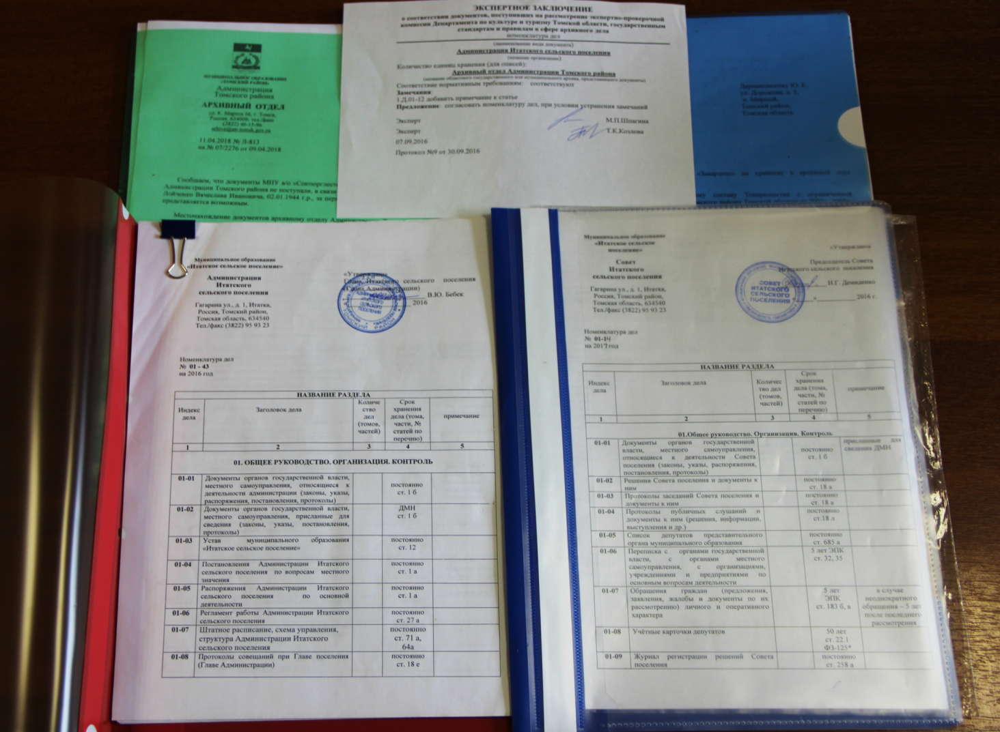 МУНИЦИПАЛЬНОЕ ОБРАЗОВАНИЕ
«ТОМСКИЙ РАЙОН»
Администрация
Томского района
АРХИВНЫЙ ОТДЕЛ
ул. К. Маркса 56, г. Томск,
Россия, 634009; тел./факс
(3822) 40-15-96
11.04.2018 № Л-813
на № 07/2276 от 09.04.2018
Сообщаем, что документы МНУ в/о
Администрации Томского района не поступали, в связи
Лойченко Вячеслава Ивановича, 02.01.1944 г.р., за
представляется возможным.
Местонахождение документов архивному отделу
ЭКСПЕРТНОЕ ЗАКЛЮЧЕНИЕ
о соответствии документов, поступивших на рассмотрение экспертно-проверочной
комиссии Департамента по культуре и туризму Томской области, государственным
стандартам и правилам в сфере архивного дела
номенклатура дел
(наименование вида документа)
Администрация Итатского сельского поселения
(название организации)
Количество единиц хранения (для описей):
Архивный отдел Администрации Томского района
(название областного государственного или муниципального архива, представившего документы)
Соответствие нормативным требованиям: соответствуют
Замечания:
1.Д.01-12 добавить примечание к статье
Предложение: согласовать номенклатуру дел, при условии устранения замечаний
Эксперт М.П.Шпагина
Эксперт Т.К.Козлова
07.09.2016
Протокол №9 от 30.09.2016
Ю. Е.
ул. Дорожная, д. 3,
п. Мирный,
Томский район,
Томская область
на хранение в архивный
составу Товарищества с ограниченной
Муниципальное образование
«Итатское сельское поселение»
Администрация
Итатского
сельского поселения
Гагарина ул., д. 1, Итатка,
Россия, Томский район,
Томская область, 634540
Тел./факс (3822) 95 93 23
«Утверждаю
Глава Итатского сельского поселения
(Глава Администрации)
В.Ю. Бебек
2016
Номенклатура дел
№ 01 - 43
на 2016 год
НАЗВАНИЕ РАЗДЕЛА
Индекс дела
Заголовок дела
Количе ство дел (томов, частей)
Срок хранения дела (тома, части, № статей по перечню)
примечание
1 2 3 4 5
01. ОБЩЕЕ РУКОВОДСТВО. ОРГАНИЗАЦИЯ. КОНТРОЛЬ
01-01 Документы органов государственной власти,
местного самоуправления, относящиеся к постоянно
деятельности администрации (законы, указы, ст. 1 б
распоряжения, постановления, протоколы)
01-02 Документы органов государственной власти, ДМН
местного самоуправления, присланные для ст. 1 б
сведения (законы, указы, постановления,
протоколы)
01-03 Устав муниципального образования постоянно
«Итатское сельское поселение» ст. 12
01-04 Постановления Администрации Итатского постоянно
сельского поселения по вопросам местного ст. 1 а
значения
01-05 Распоряжения Администрации Итатского постоянно
сельского поселения по основной ст. 1 а
деятельности
01-06 Регламент работы Администрации Итатского постоянно
сельского поселения ст. 27 а
01-07 Штатное расписание, схема управления, постоянно
структура Администрации Итатского ст. 71 а,
сельского поселения 64а
01-08 Протоколы совещаний при Главе поселения постоянно
(Главе Администрации) ст. 18 е
Муниципальное образование
«Итатское сельское
поселение»
Совет
Итатского
сельского поселения
Гагарина ул., д. 1, Итатка,
Россия, Томский район,
Томская область, 634540
Тел./факс (3822) 95 93 23
«Утверждаю
Председатель Совета
Итатского сельского поселения
Н.Г. Демиденко
2016 г.
СОВЕТ
ИТАТСКОГО
СЕЛЬСКОГО
ПОСЕЛЕНИЯ
Номенклатура дел
№ 01-14
на 2017 год
НАЗВАНИЕ РАЗДЕЛА
Индекс дела
Заголовок дела
Количес тво дел (томов, частей)
Срок хранения дела (тома, части, № статей по перечню)
примечание
1 2 3 4 5
01.Общее руководство. Организация. Контроль
01-01 Документы органов государственной присланные для
власти, местного самоуправления, постоянно сведения ДМН
относящиеся к деятельности Совета ст. 1 б
поселения (законы, указы, распоряжения,
постановления, протоколы)
01-02 Решения Совета поселения и документы к постоянно
ним ст. 18 а
01-03 Протоколы заседаний Совета поселения и постоянно
документы к ним ст. 18 а
01-04 Протоколы публичных слушаний и постоянно
документы к ним (решения, информации, ст.18 л
выступления и др.)
01-05 Список депутатов представительного постоянно
органа муниципального образования ст. 685 а
01-06 Переписка с органами государственной 5 лет ЭПК
власти, с органами местного ст. 32, 35
самоуправления, с организациями,
учреждениями и предприятиями по
основным вопросам деятельности
01-07 Обращения граждан (предложения, 5 лет в случае
заявления, жалобы и документы по их ЭПК неоднократного
рассмотрению) личного и оперативного ст. 183 б, в обращения – 5 лет
характера после последнего
рассмотрения
01-08 Учётные карточки депутатов 50 лет
ст. 22.1
ФЗ-125*
01-09 Журнал регистрации решений Совета постоянно
поселения ст. 258 а